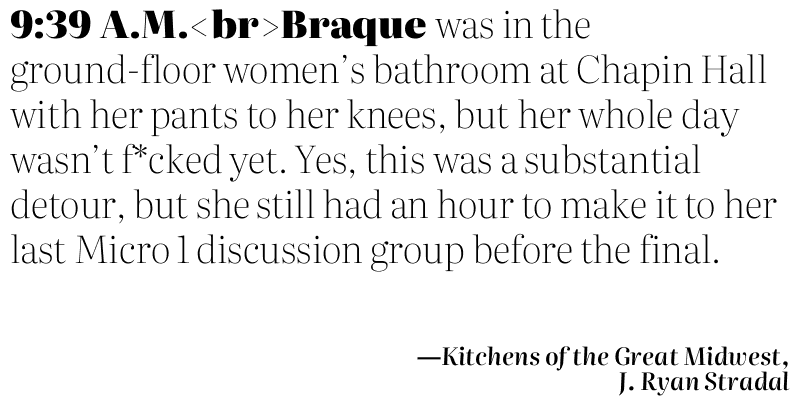 9:39 A.M.<br>Braque was in the
ground-floor women’s bathroom at Chapin Hall
with her pants to her knees, but her whole day
wasn’t f*cked yet. Yes, this was a substantial
detour, but she still had an hour to make it to her
last Micro 1 discussion group before the final.
—Kitchens of the Great Midwest,
J. Ryan Stradal